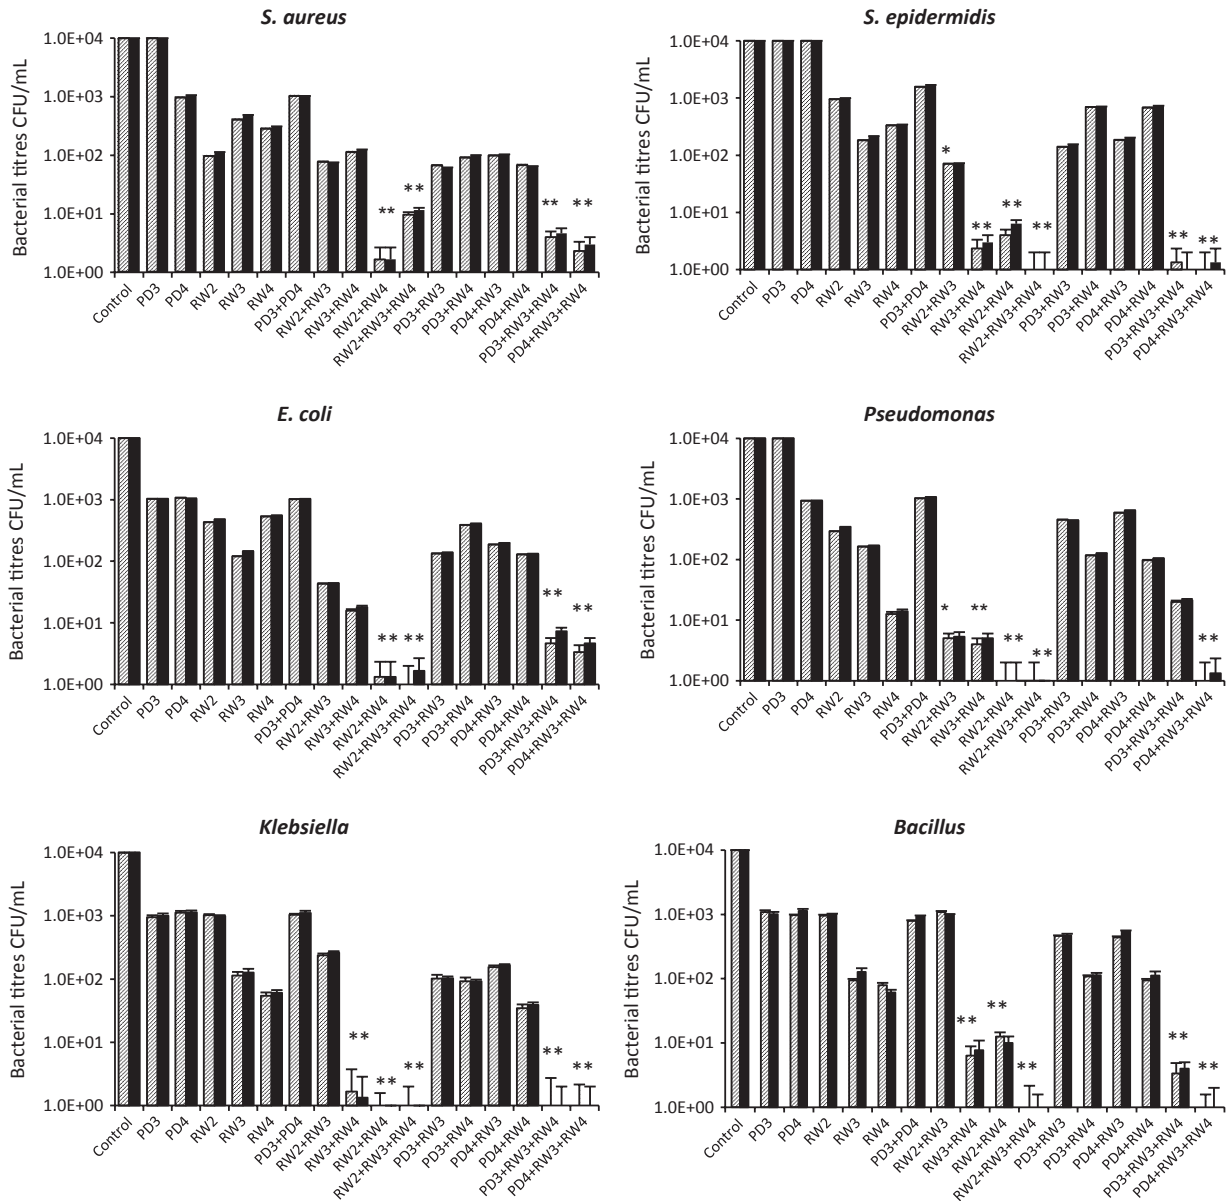 S. aureus
Bacterial titres CFU/mL
1.0E+04
1.0E+03
1.0E+02
1.0E+01
1.0E+00
** ** ** **
Control PD3 PD4 RW2 RW3 RW4 PD3+PD4 RW2+RW3 RW3+RW4 RW2+RW4 RW2+RW3+RW4 PD3+RW3 PD3+RW4 PD4+RW3 PD4+RW4 PD3+RW3+RW4 PD4+RW3+RW4
S. epidermidis
Bacterial titres CFU/mL
1.0E+04
1.0E+03
1.0E+02
1.0E+01
1.0E+00
* ** ** ** ** **
Control PD3 PD4 RW2 RW3 RW4 PD3+PD4 RW2+RW3 RW3+RW4 RW2+RW4 RW2+RW3+RW4 PD3+RW3 PD3+RW4 PD4+RW3 PD4+RW4 PD3+RW3+RW4 PD4+RW3+RW4
E. coli
Bacterial titres CFU/mL
1.0E+04
1.0E+03
1.0E+02
1.0E+01
1.0E+00
** ** ** **
Control PD3 PD4 RW2 RW3 RW4 PD3+PD4 RW2+RW3 RW3+RW4 RW2+RW4 RW2+RW3+RW4 PD3+RW3 PD3+RW4 PD4+RW3 PD4+RW4 PD3+RW3+RW4 PD4+RW3+RW4
Pseudomonas
Bacterial titres CFU/mL
1.0E+04
1.0E+03
1.0E+02
1.0E+01
1.0E+00
* ** ** ** **
Control PD3 PD4 RW2 RW3 RW4 PD3+PD4 RW2+RW3 RW3+RW4 RW2+RW4 RW2+RW3+RW4 PD3+RW3 PD3+RW4 PD4+RW3 PD4+RW4 PD3+RW3+RW4 PD4+RW3+RW4
Klebsiella
Bacterial titres CFU/mL
1.0E+04
1.0E+03
1.0E+02
1.0E+01
1.0E+00
** ** ** ** **
Control PD3 PD4 RW2 RW3 RW4 PD3+PD4 RW2+RW3 RW3+RW4 RW2+RW4 RW2+RW3+RW4 PD3+RW3 PD3+RW4 PD4+RW3 PD4+RW4 PD3+RW3+RW4 PD4+RW3+RW4
Bacillus
Bacterial titres CFU/mL
1.0E+04
1.0E+03
1.0E+02
1.0E+01
1.0E+00
** ** ** ** **
Control PD3 PD4 RW2 RW3 RW4 PD3+PD4 RW2+RW3 RW3+RW4 RW2+RW4 RW2+RW3+RW4 PD3+RW3 PD3+RW4 PD4+RW3 PD4+RW4 PD3+RW3+RW4 PD4+RW3+RW4